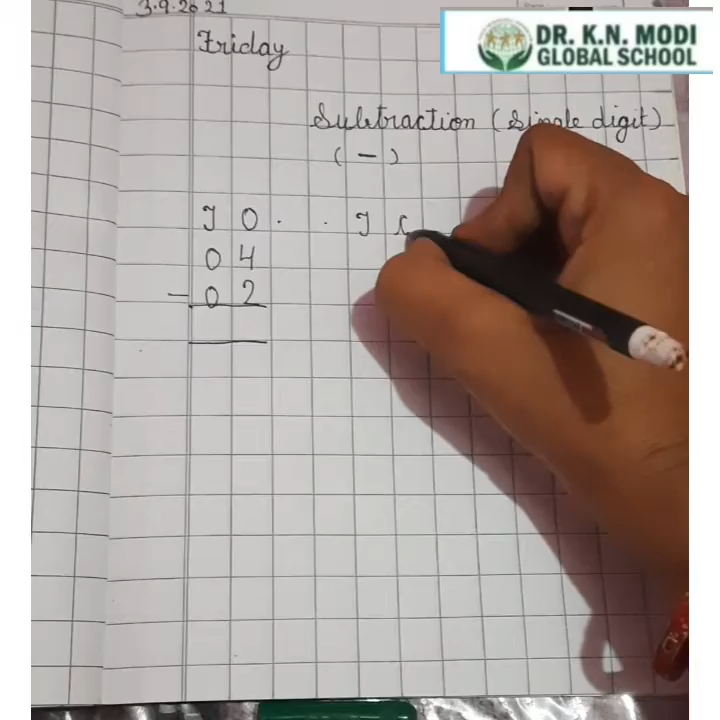 3.9.2021
DR. K.N. MODI
GLOBAL SCHOOL
Friday
Subtraction (Single digit)
(-)
T O . . T
0 4
- 0 2